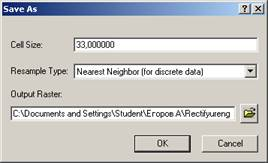 Save As
Cell Size: 33,000000
Resample Type: Nearest Neighbor (for discrete data)
Output Raster:
C:\Documents and Settings\Student\Егоров А\Rectifyureng
OK Cancel